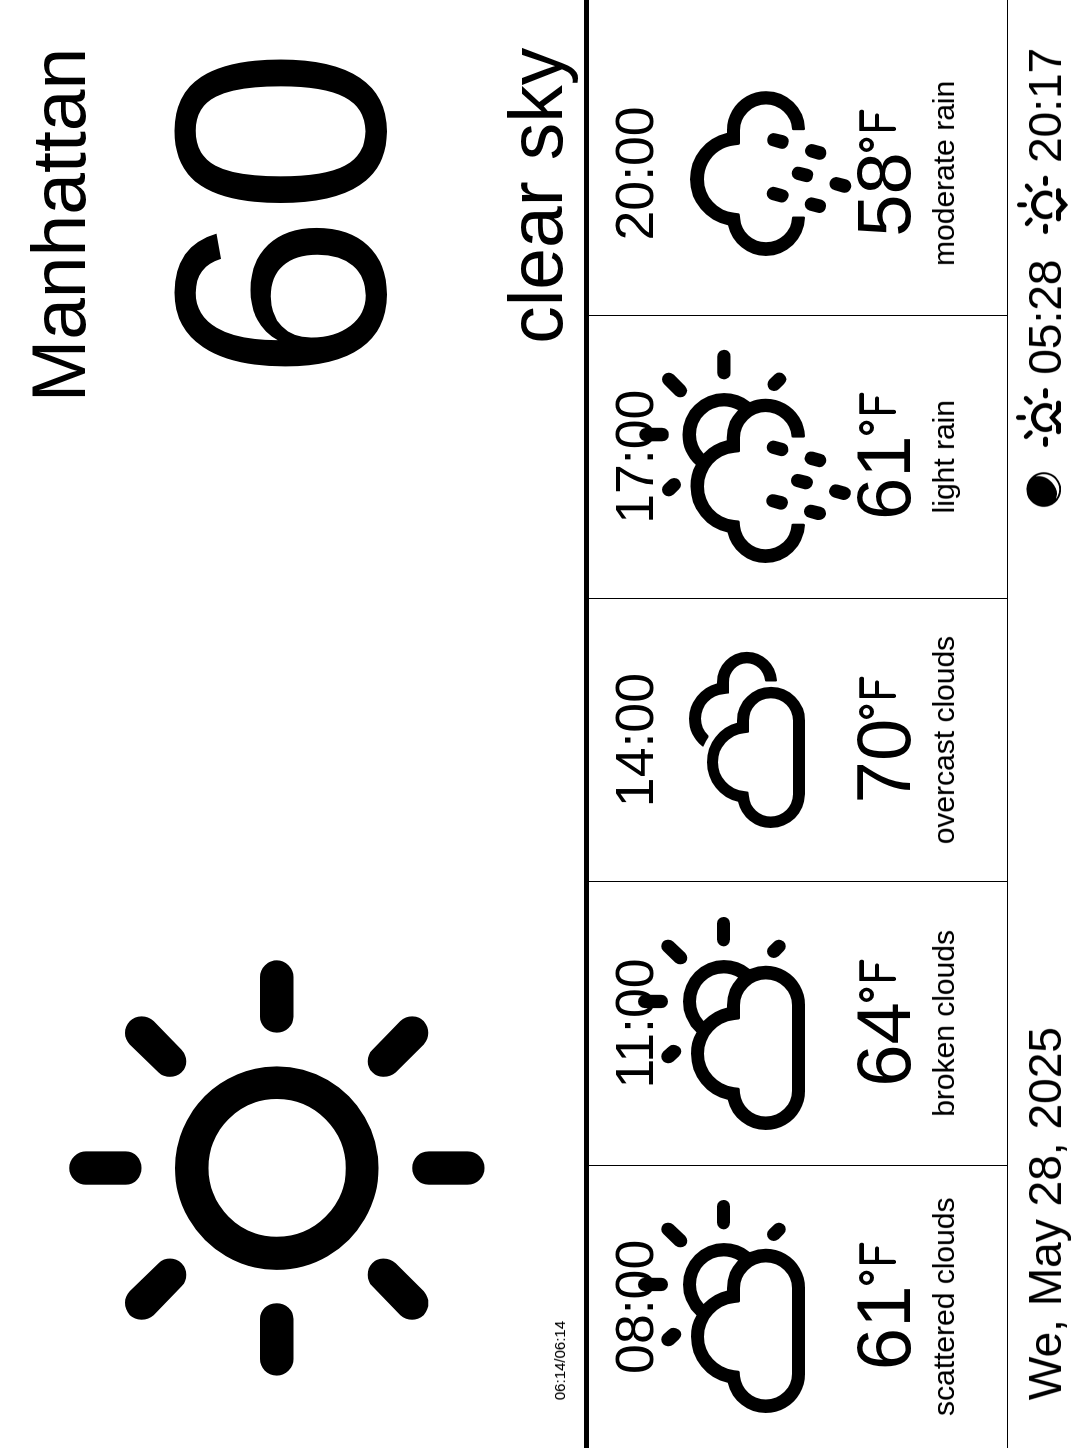 Manhattan
60
clear sky
06:14/06:14
08:00
61°F
scattered clouds
11:00
64°F
broken clouds
14:00
70°F
overcast clouds
17:00
61°F
light rain
20:00
58°F
moderate rain
We, May 28, 2025
05:28
20:17